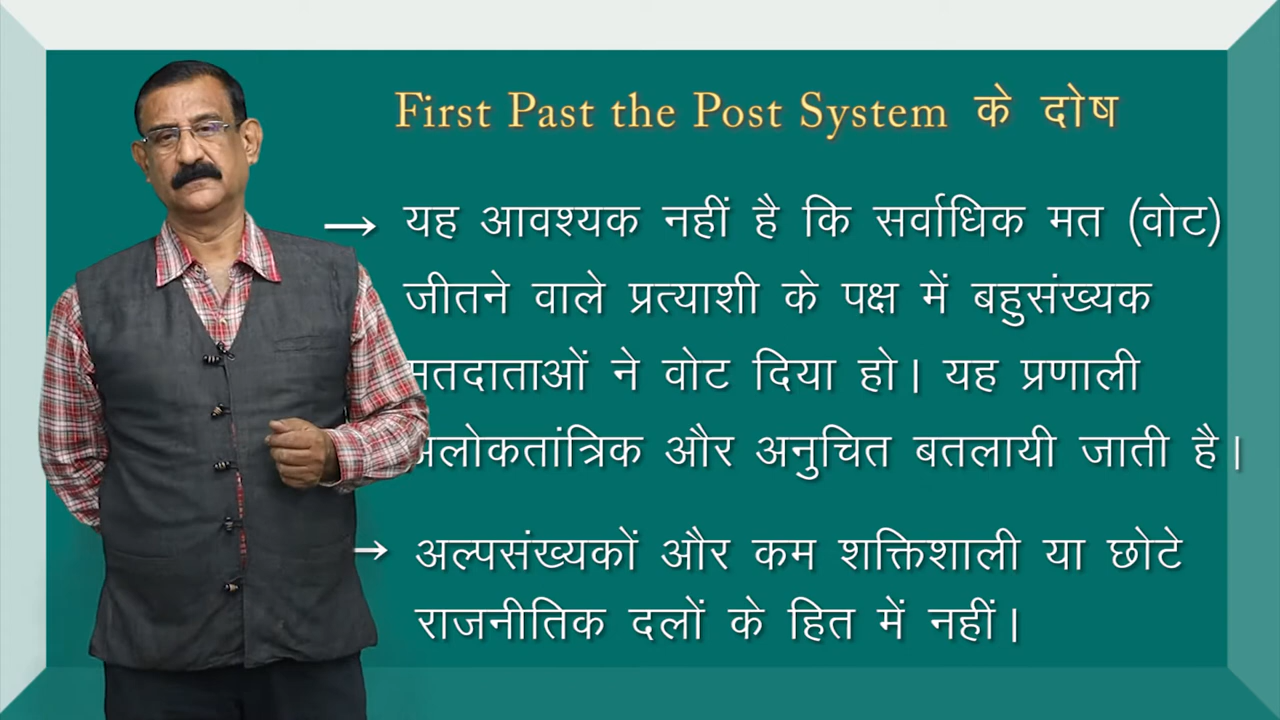 First Past the Post System के दोष
→ यह आवश्यक नहीं है कि सर्वाधिक मत (वोट)
जीतने वाले प्रत्याशी के पक्ष में बहुसंख्यक
मतदाताओं ने वोट दिया हो। यह प्रणाली
अलोकतांत्रिक और अनुचित बतलायी जाती है।
→ अल्पसंख्यकों और कम शक्तिशाली या छोटे
राजनीतिक दलों के हित में नहीं।